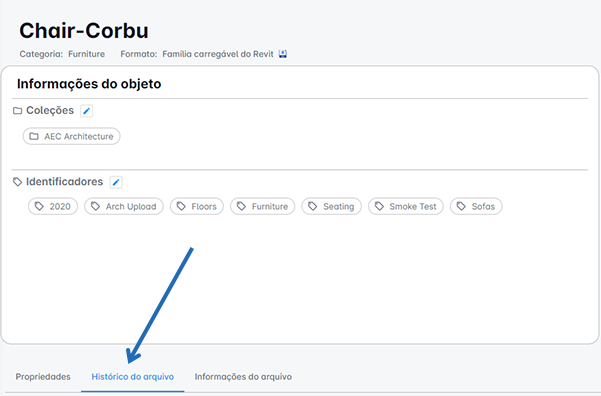 Chair-Corbu
Categoria: Furniture Formato: Família carregável do Revit
Informações do objeto
Coleções
AEC Architecture
Identificadores
2020 Arch Upload Floors Furniture Seating Smoke Test Sofas
Propriedades Histórico do arquivo Informações do arquivo